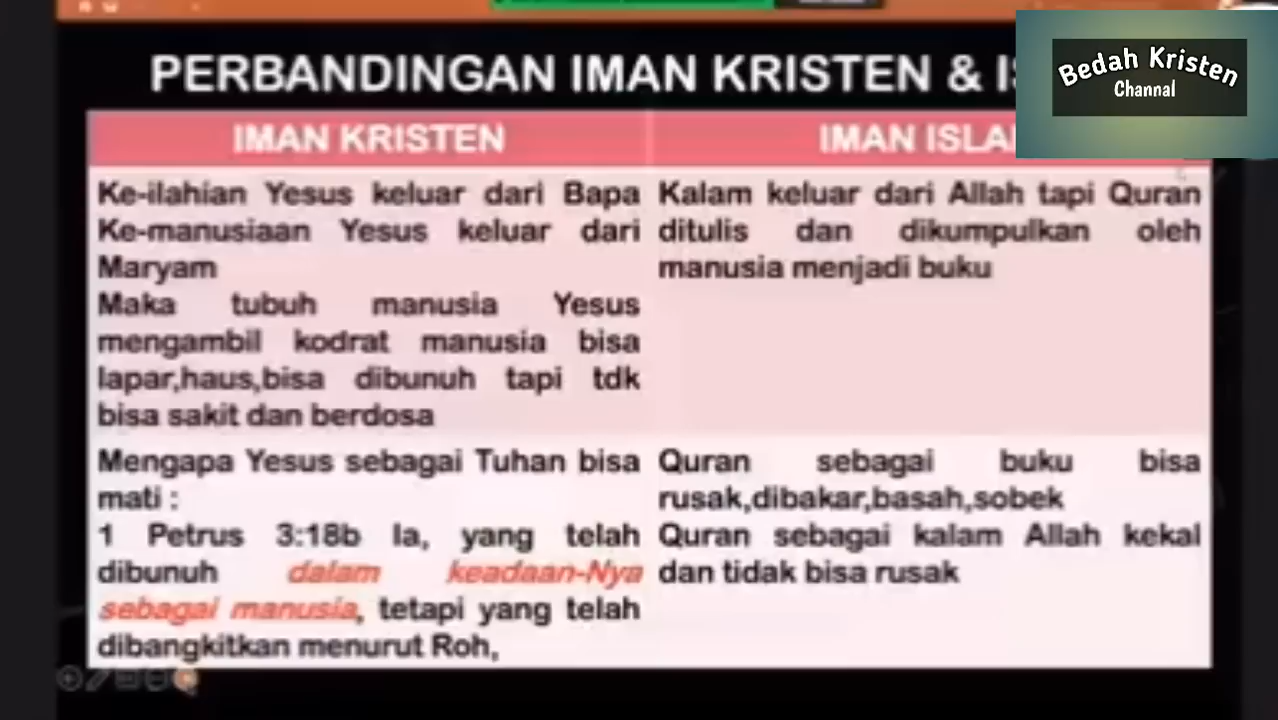 PERBANDINGAN IMAN KRISTEN & IS
Bedah Kristen
Channal
IMAN KRISTEN
IMAN ISLA
Ke-ilahian Yesus keluar dari Bapa
Ke-manusiaan Yesus keluar dari
Maryam
Maka tubuh manusia Yesus
mengambil kodrat manusia bisa
lapar,haus,bisa dibunuh tapi tdk
bisa sakit dan berdosa
Kalam keluar dari Allah tapi Quran
ditulis dan dikumpulkan oleh
manusia menjadi buku
Mengapa Yesus sebagai Tuhan bisa
mati :
1 Petrus 3:18b Ia, yang telah
dibunuh dalam keadaan-Nya
sebagai manusia, tetapi yang telah
dibangkitkan menurut Roh,
Quran sebagai buku bisa
rusak,dibakar,basah,sobek
Quran sebagai kalam Allah kekal
dan tidak bisa rusak